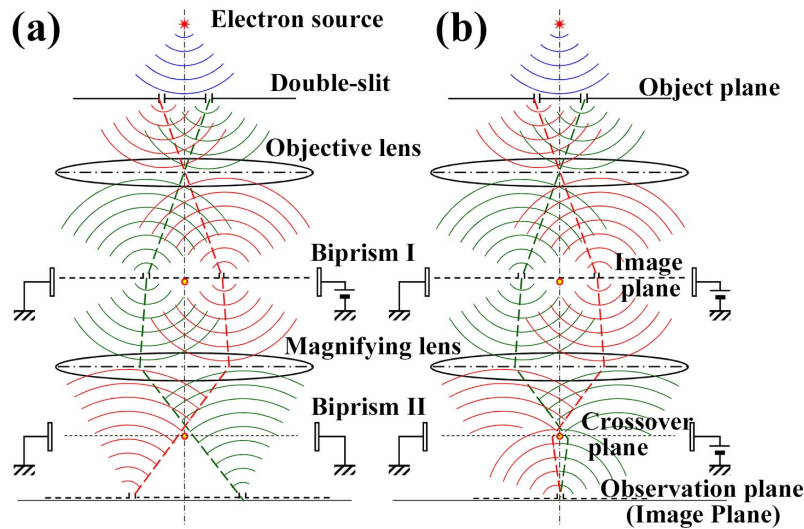 (a)
Electron source
Double-slit
Objective lens
Biprism I
Magnifying lens
Biprism II
(b)
Object plane
Image
plane
Crossover
plane
Observation plane
(Image Plane)